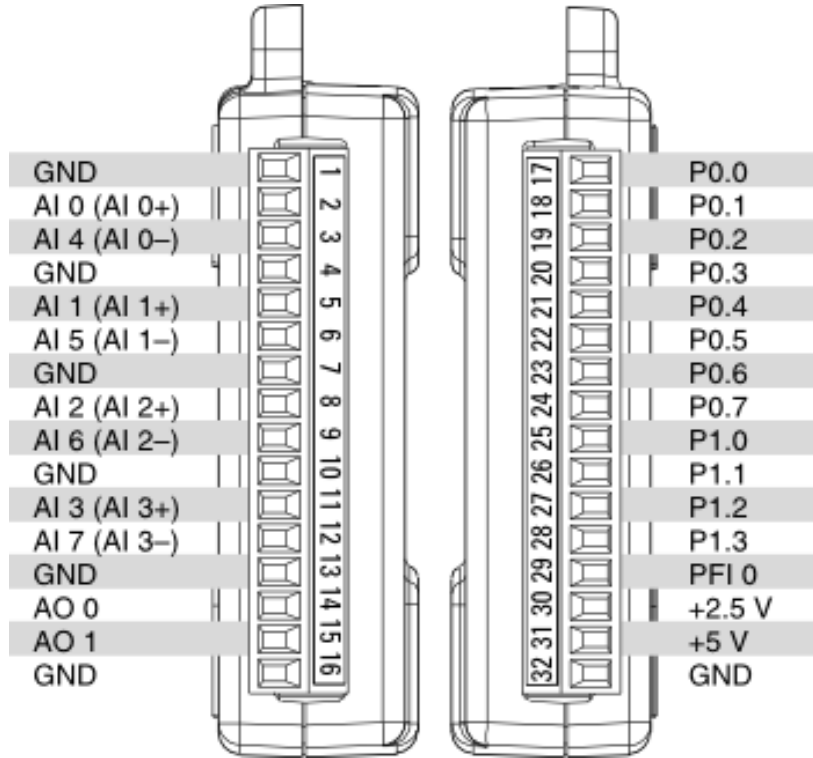 GND 1 17 P0.0
AI 0 (AI 0+) 2 18 P0.1
AI 4 (AI 0–) 3 19 P0.2
GND 4 20 P0.3
AI 1 (AI 1+) 5 21 P0.4
AI 5 (AI 1–) 6 22 P0.5
GND 7 23 P0.6
AI 2 (AI 2+) 8 24 P0.7
AI 6 (AI 2–) 9 25 P1.0
GND 10 26 P1.1
AI 3 (AI 3+) 11 27 P1.2
AI 7 (AI 3–) 12 28 P1.3
GND 13 29 PFI 0
AO 0 14 30 +2.5 V
AO 1 15 31 +5 V
GND 16 32 GND